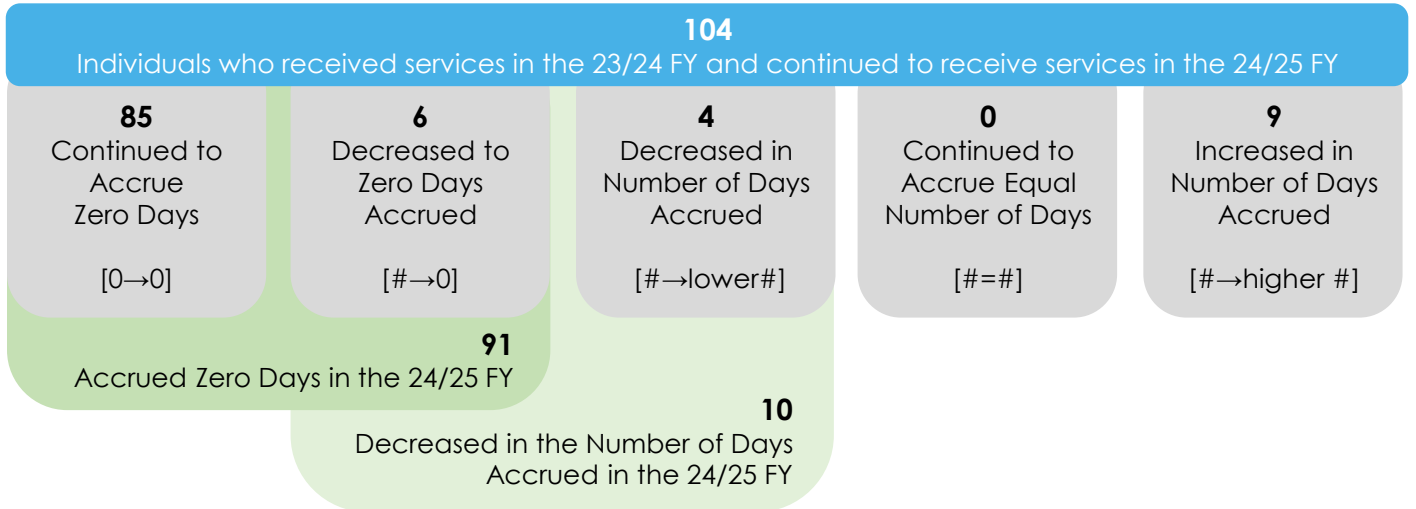 104
Individuals who received services in the 23/24 FY and continued to receive services in the 24/25 FY
85
Continued to
Accrue
Zero Days
[0→0]
6
Decreased to
Zero Days
Accrued
[#→0]
4
Decreased in
Number of Days
Accrued
[#→lower#]
0
Continued to
Accrue Equal
Number of Days
[#=#]
9
Increased in
Number of Days
Accrued
[#→higher #]
91
Accrued Zero Days in the 24/25 FY
10
Decreased in the Number of Days
Accrued in the 24/25 FY